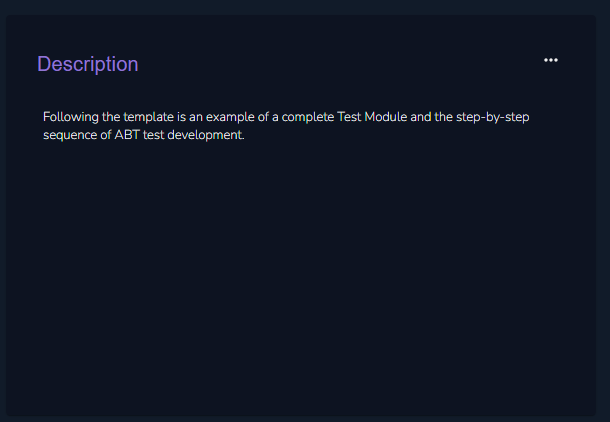 Description
Following the template is an example of a complete Test Module and the step-by-step
sequence of ABT test development.